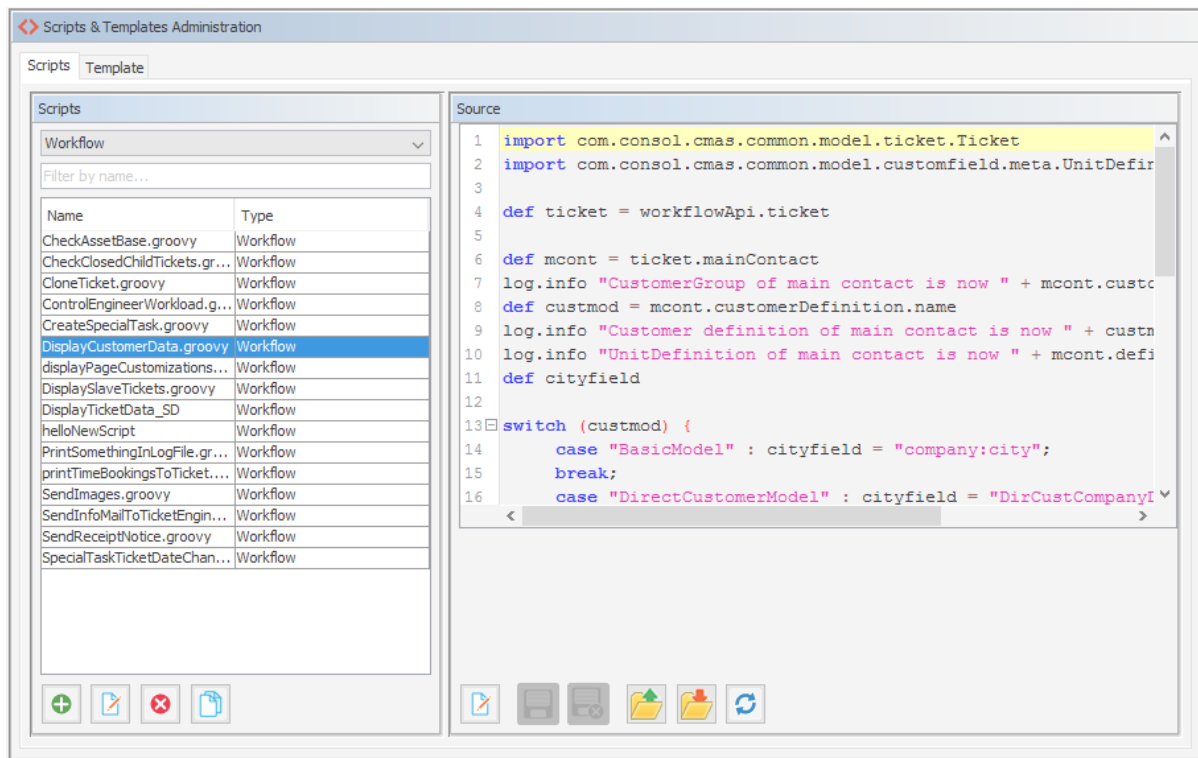 Scripts & Templates Administration
Scripts Template
Scripts
Workflow
Filter by name...
Name Type
CheckAssetBase.groovy Workflow
CheckClosedChildTickets.gr... Workflow
CloneTicket.groovy Workflow
ControlEngineerWorkload.g... Workflow
CreateSpecialTask.groovy Workflow
DisplayCustomerData.groovy Workflow
displayPageCustomizations... Workflow
DisplaySlaveTickets.groovy Workflow
DisplayTicketData_SD Workflow
helloNewScript Workflow
PrintSomethingInLogFile.gr... Workflow
printTimeBookingsToTicket.... Workflow
SendImages.groovy Workflow
SendInfoMailToTicketEngin... Workflow
SendReceiptNotice.groovy Workflow
SpecialTaskTicketDateChan... Workflow
Source
1 import com.consol.cmas.common.model.ticket.Ticket
2 import com.consol.cmas.common.model.customfield.meta.UnitDefin
3
4 def ticket = workflowApi.ticket
5
6 def mcont = ticket.mainContact
7 log.info "CustomerGroup of main contact is now " + mcont.custo
8 def custmod = mcont.customerDefinition.name
9 log.info "Customer definition of main contact is now " + custm
10 log.info "UnitDefinition of main contact is now " + mcont.defi
11 def cityfield
12
13 switch (custmod) {
14 case "BasicModel" : cityfield = "company:city";
15 break;
16 case "DirectCustomerModel" : cityfield = "DirCustCompanyD